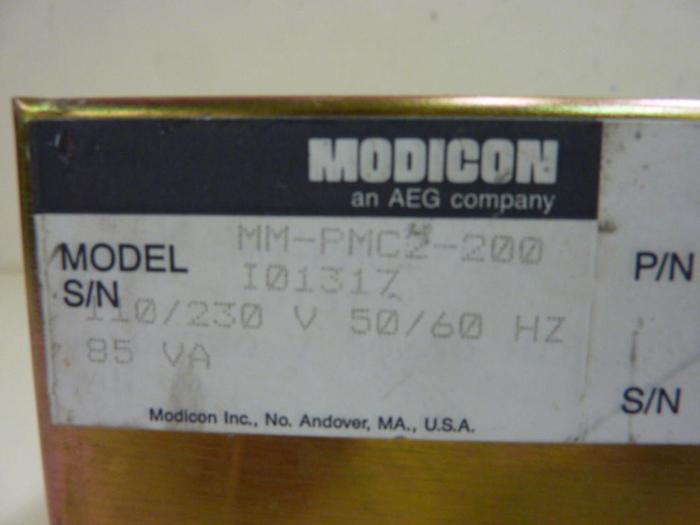 MODICON
an AEG company
MODEL MM-PMC2-200
S/N I01317
110/230 V 50/60 HZ
85 VA
Modicon Inc., No. Andover, MA., U.S.A.
P/N
S/N